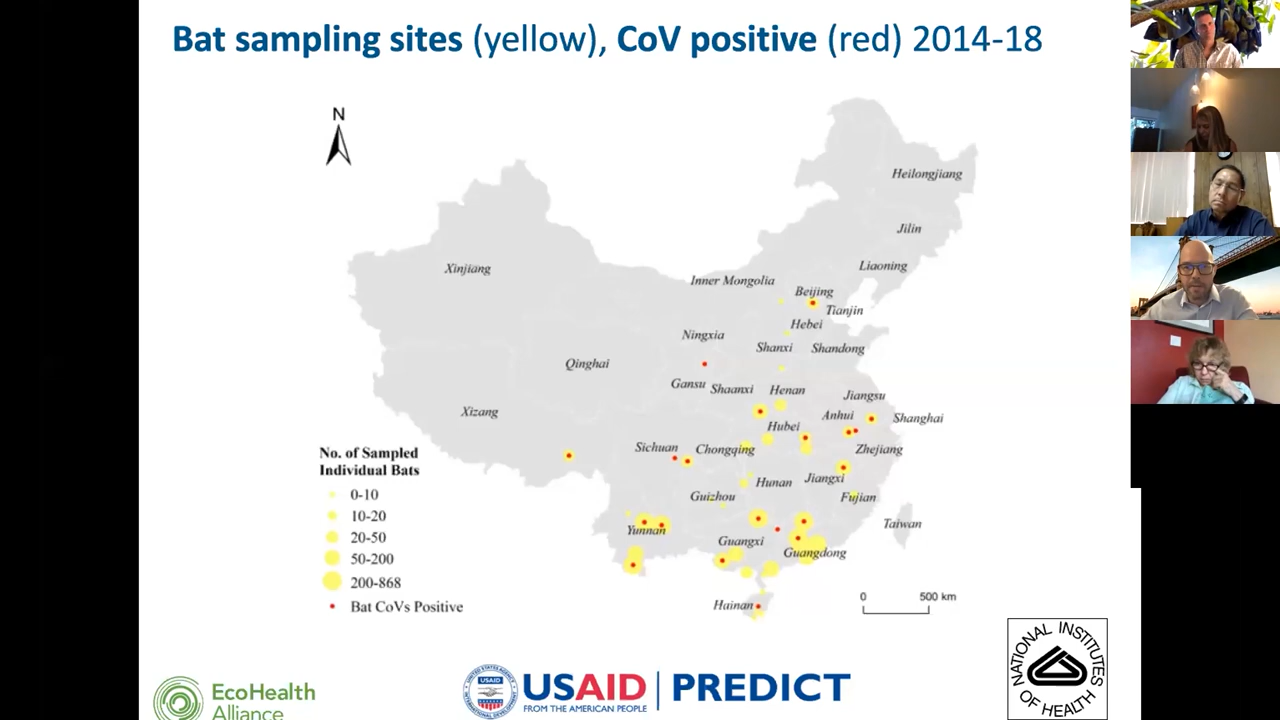 Bat sampling sites (yellow), CoV positive (red) 2014-18
N
Heilongjiang
Jilin
Liaoning
Xinjiang
Inner Mongolia
Beijing
Tianjin
Hebei
Ningxia
Shanxi
Shandong
Qinghai
Gansu
Shaanxi
Henan
Jiangsu
Xizang
Anhui
Shanghai
Hubei
Sichuan
Chongqing
Zhejiang
Hunan
Jiangxi
Guizhou
Fujian
Yunnan
Taiwan
Guangxi
Guangdong
Hainan
No. of Sampled
Individual Bats
0-10
10-20
20-50
50-200
200-868
Bat CoVs Positive
0 500 km
EcoHealth
Alliance
USAID
USAID | PREDICT
FROM THE AMERICAN PEOPLE
NATIONAL INSTITUTES
OF HEALTH